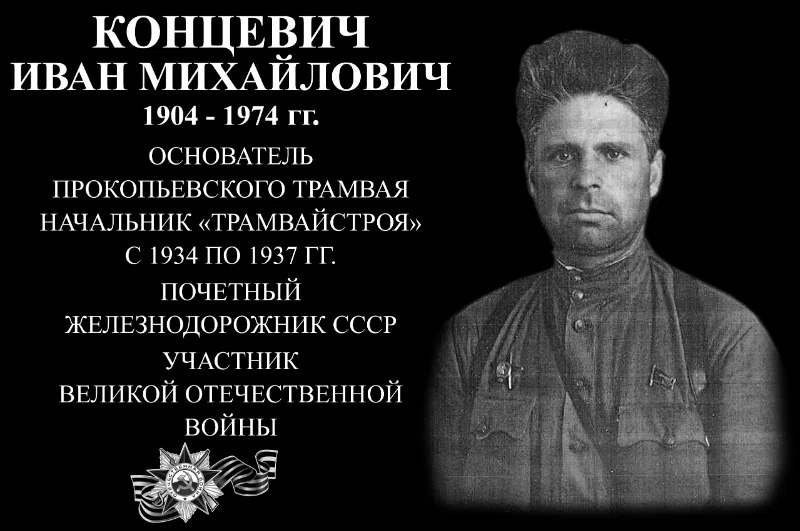 КОНЦЕВИЧ
ИВАН МИХАЙЛОВИЧ
1904 - 1974 гг.
ОСНОВАТЕЛЬ
ПРОКОПЬЕВСКОГО ТРАМВАЯ
НАЧАЛЬНИК «ТРАМВАЙСТРОЯ»
С 1934 ПО 1937 ГГ.
ПОЧЕТНЫЙ
ЖЕЛЕЗНОДОРОЖНИК СССР
УЧАСТНИК
ВЕЛИКОЙ ОТЕЧЕСТВЕННОЙ
ВОЙНЫ